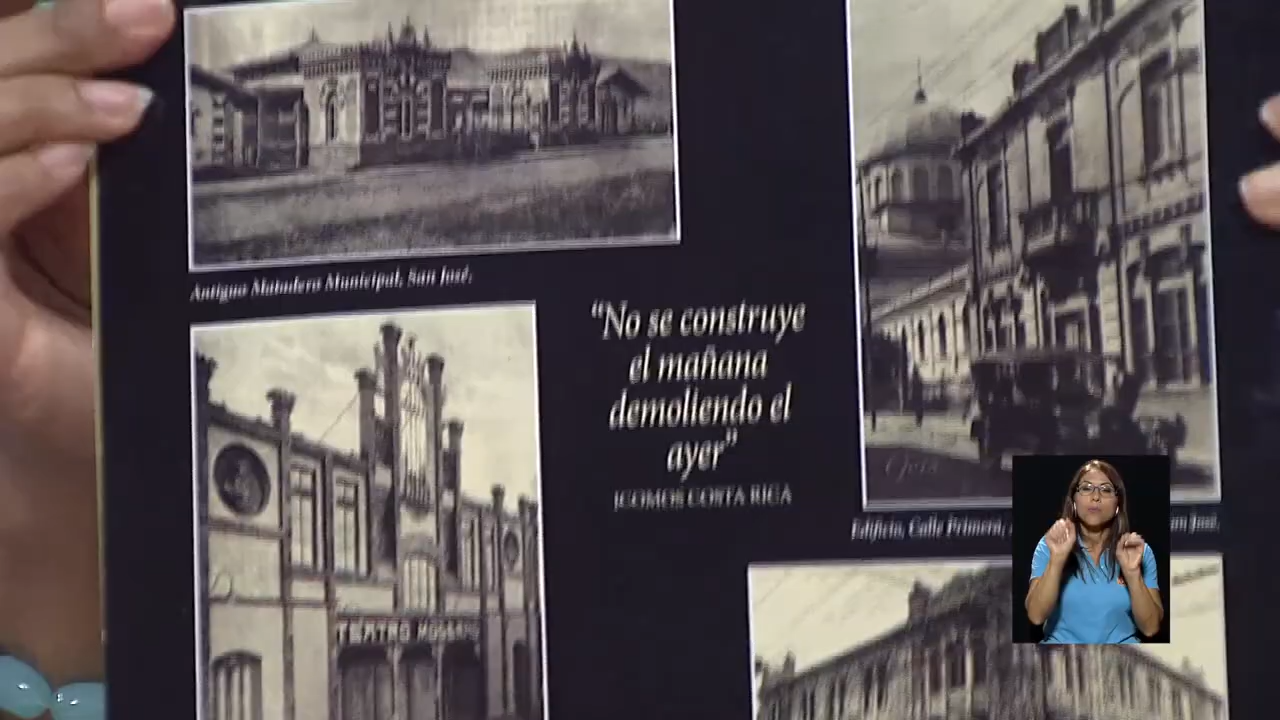 Antiguo Matadero Municipal, San José.
“No se construye
el mañana
demoliendo el
ayer”
ICOMOS COSTA RICA
Edificio, Calle Primera,
San José.
TEATRO